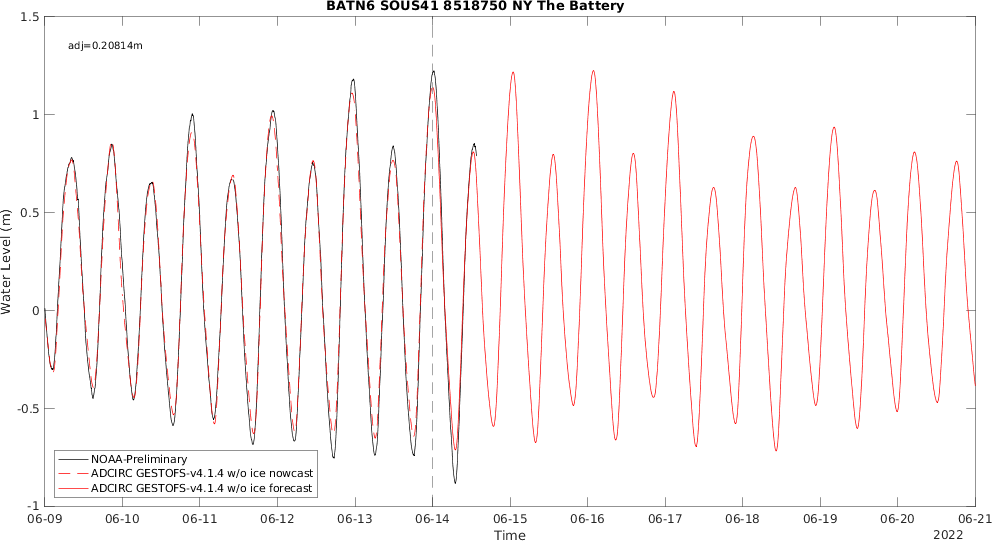 BATN6 SOUS41 8518750 NY The Battery
adj=0.20814m
1.5
1
0.5
0
-0.5
-1
Water Level (m)
NOAA-Preliminary
ADCIRC GESTOFS-v4.1.4 w/o ice nowcast
ADCIRC GESTOFS-v4.1.4 w/o ice forecast
06-09 06-10 06-11 06-12 06-13 06-14 06-15 06-16 06-17 06-18 06-19 06-20 06-21
Time
2022